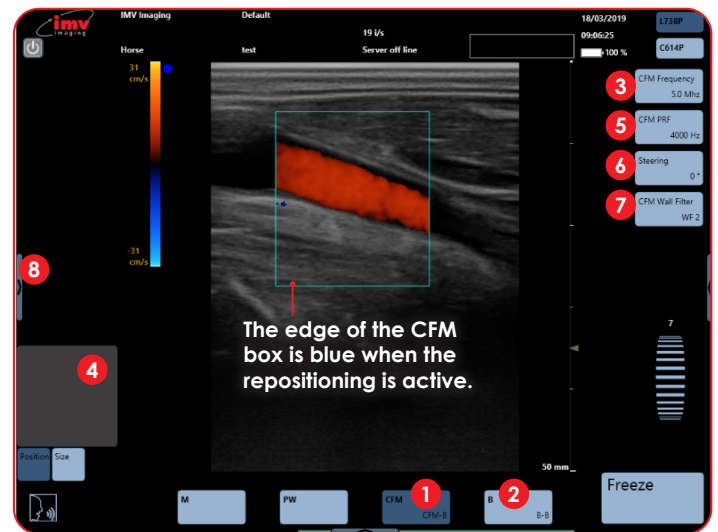 imv
imaging
IMV Imaging
Default
18/03/2019
L738P
19 i/s
09:06:25
100 %
Horse
test
Server off line
C614P
31
cm/s
-31
cm/s
3
CFM Frequency
5.0 Mhz
5
CFM PRF
4000 Hz
6
Steering
0 °
7
CFM Wall Filter
WF 2
8
The edge of the CFM
box is blue when the
repositioning is active.
7
4
Position
Size
50 mm
M
PW
CFM
1
CFM-B
B
2
B-B
Freeze